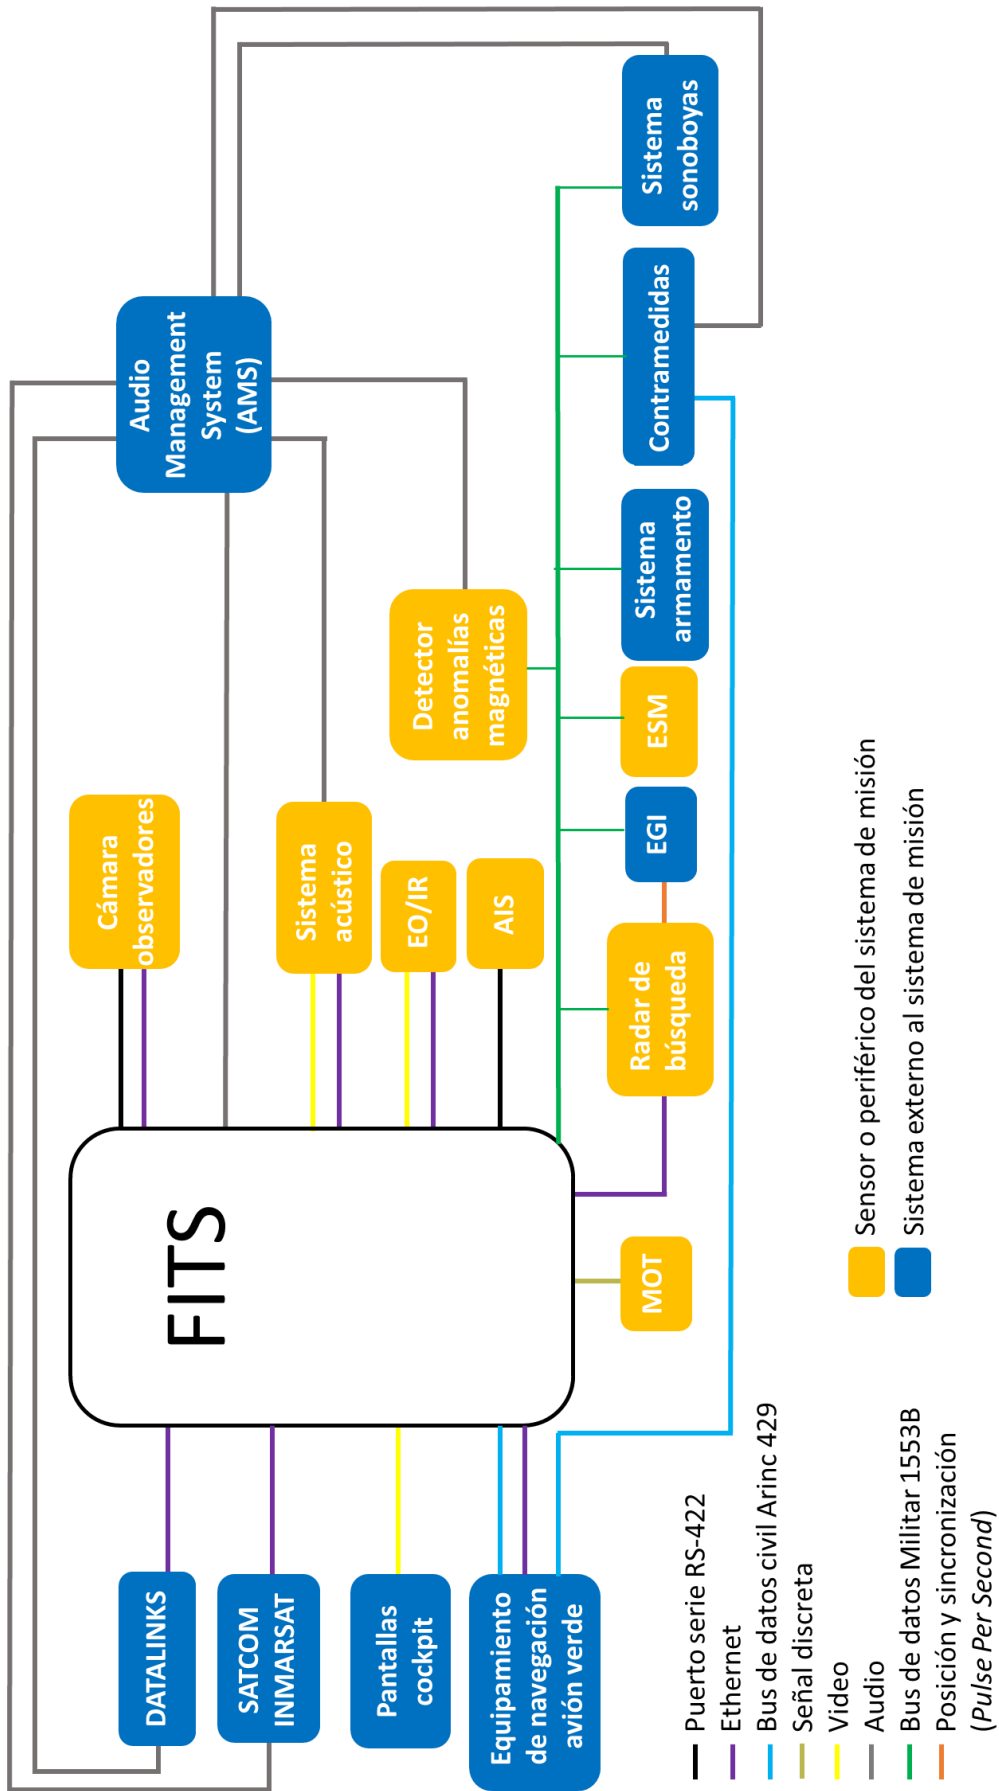 Audio
Management
System
(AMS)
Cámara
observadores
DATALINKS
SATCOM
INMARSAT
FITS
Sistema
acústico
EO/IR
AIS
Detector
anomalías
magnéticas
Pantallas
cockpit
Equipamiento
de navegación
avión verde
MOT
Radar de
búsqueda
EGI
ESM
Sistema
armamento
Contramedidas
Sistema
sonoboyas
Puerto serie RS-422
Ethernet
Bus de datos civil Arinc 429
Señal discreta
Video
Audio
Bus de datos Militar 1553B
Posición y sincronización
(Pulse Per Second)
Sensor o periférico del sistema de misión
Sistema externo al sistema de misión